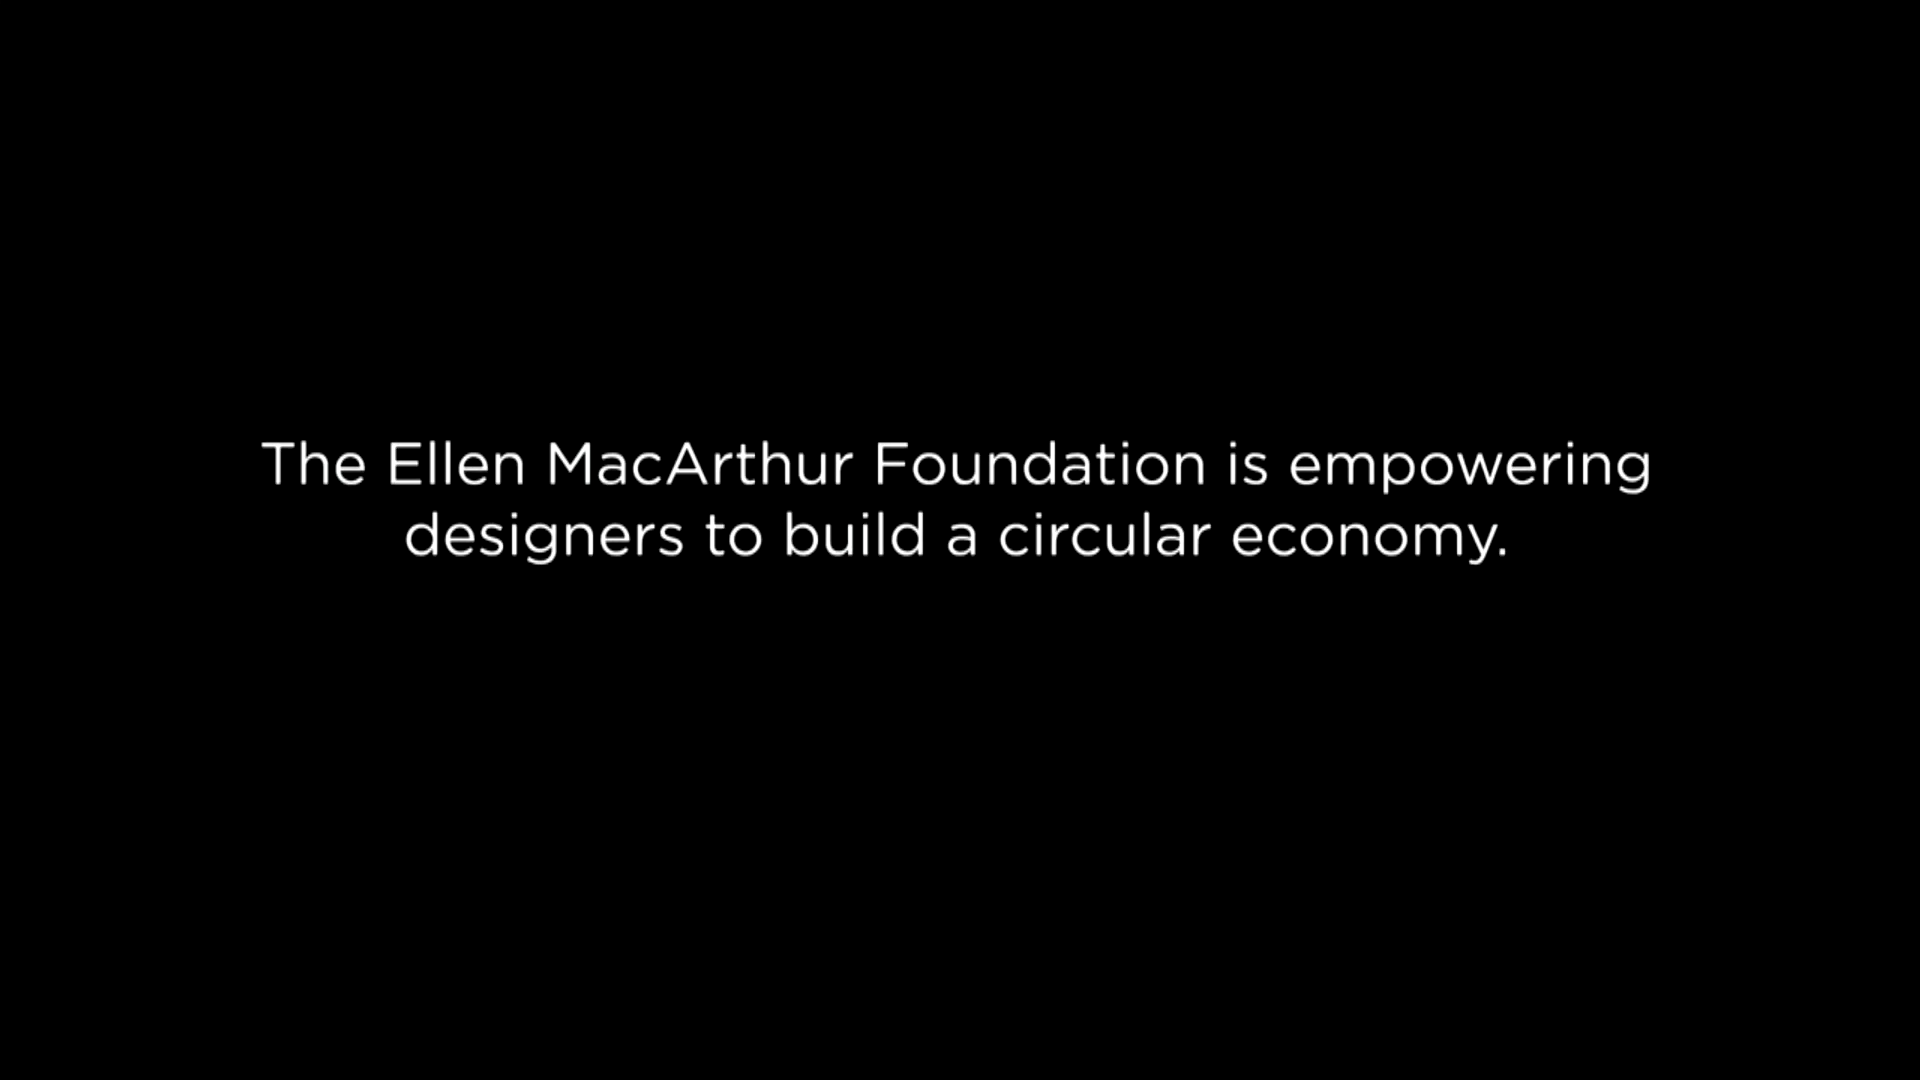 The Ellen MacArthur Foundation is empowering
designers to build a circular economy.